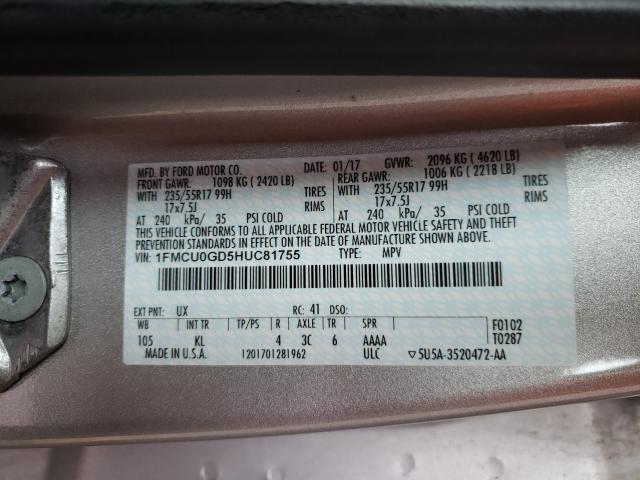 MFD. BY FORD MOTOR CO. DATE: 01/17 GVWR: 2096 KG ( 4620 LB)
FRONT GAWR: 1098 KG ( 2420 LB) REAR GAWR: 1006 KG ( 2218 LB)
WITH 235/55R17 99H TIRES WITH 235/55R17 99H TIRES
17x7.5J RIMS 17x7.5J RIMS
AT 240 kPa/ 35 PSI COLD AT 240 kPa/ 35 PSI COLD
THIS VEHICLE CONFORMS TO ALL APPLICABLE FEDERAL MOTOR VEHICLE SAFETY AND THEFT
PREVENTION STANDARDS IN EFFECT ON THE DATE OF MANUFACTURE SHOWN ABOVE.
VIN: 1FMCU0GD5HUC81755 TYPE: MPV
EXT PNT: UX RC: 41 DSO: F0102
WB INT TR TP/PS R AXLE TR SPR T0287
105 KL 4 3C 6 AAAA
MADE IN U.S.A. 1201701281962 ULC ▽5U5A-3520472-AA